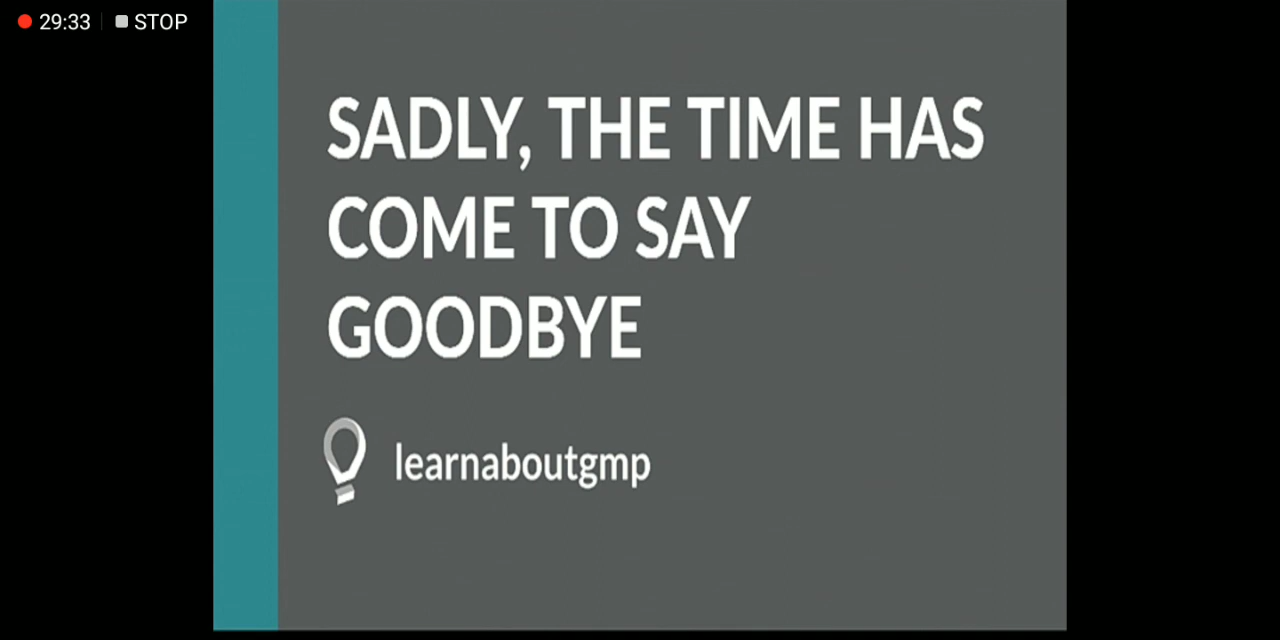 29:33 STOP
SADLY, THE TIME HAS
COME TO SAY
GOODBYE
learnaboutgmp